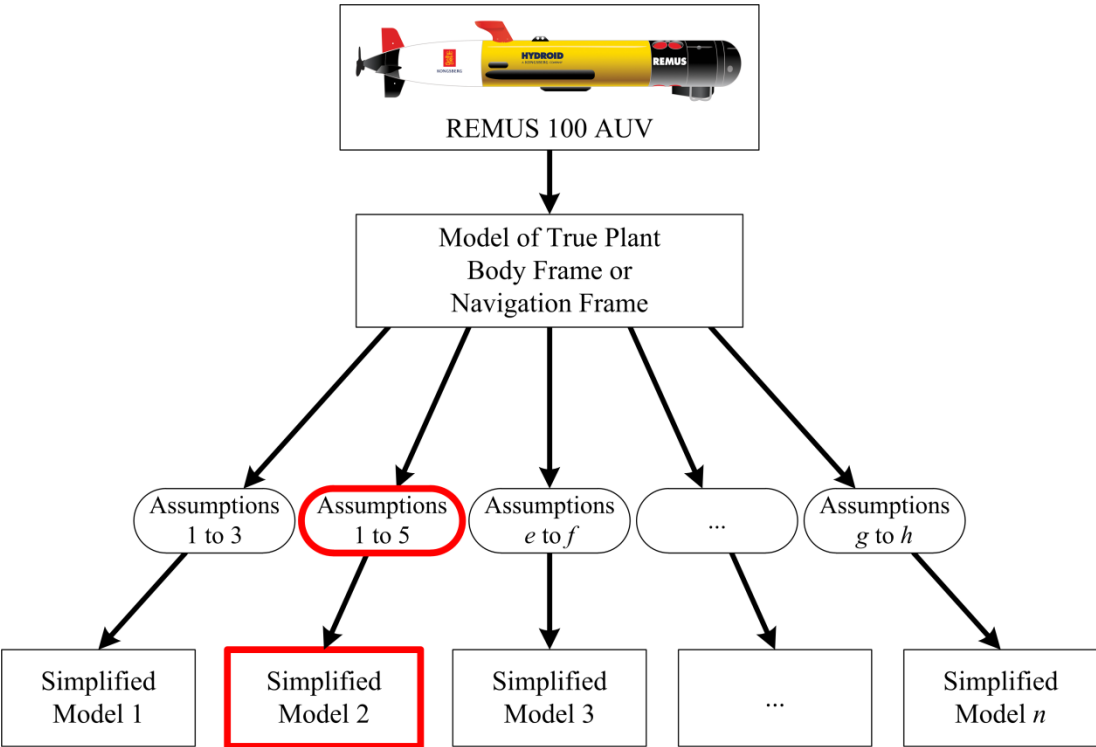 HYDROID
KONGSBERG
REMUS
REMUS 100 AUV
Model of True Plant
Body Frame or
Navigation Frame
Assumptions
1 to 3
Assumptions
1 to 5
Assumptions
e to f
...
Assumptions
g to h
Simplified
Model 1
Simplified
Model 2
Simplified
Model 3
...
Simplified
Model n